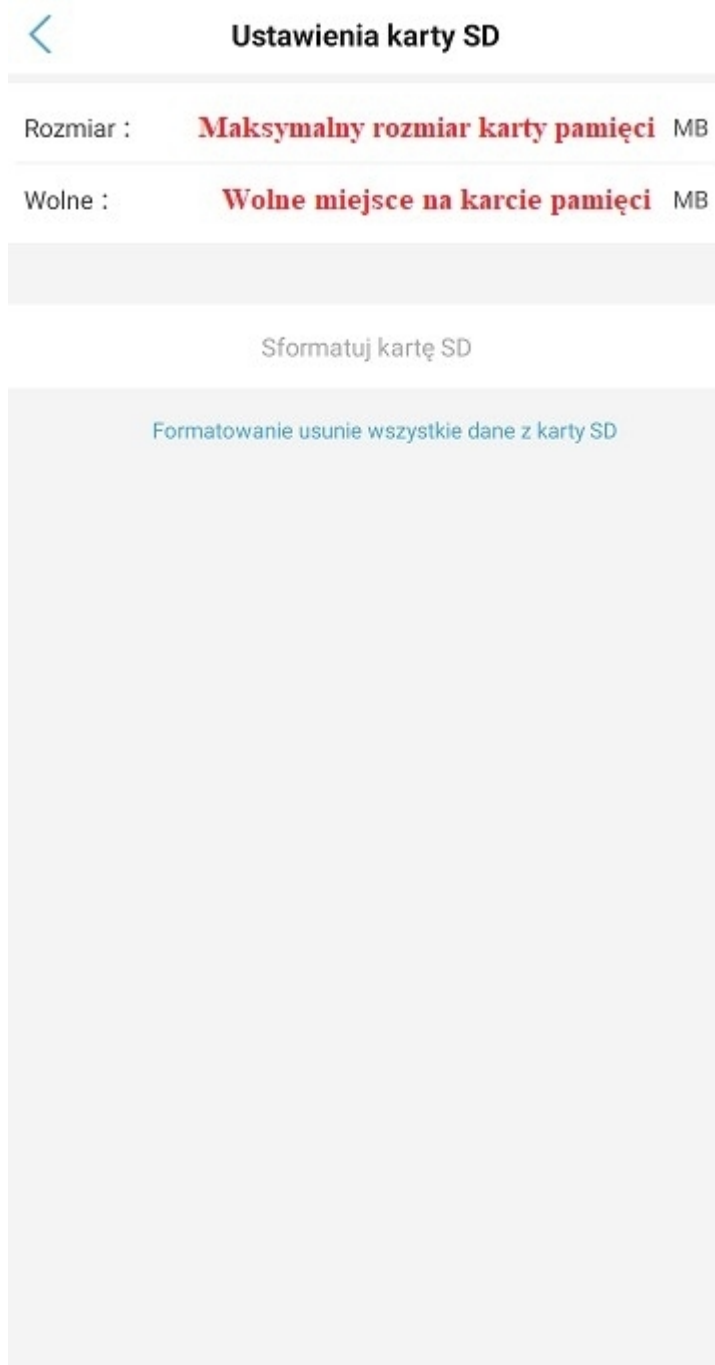 Ustawienia karty SD
Rozmiar : Maksymalny rozmiar karty pamięci MB
Wolne : Wolne miejsce na karcie pamięci MB
Sformatuj kartę SD
Formatowanie usunie wszystkie dane z karty SD